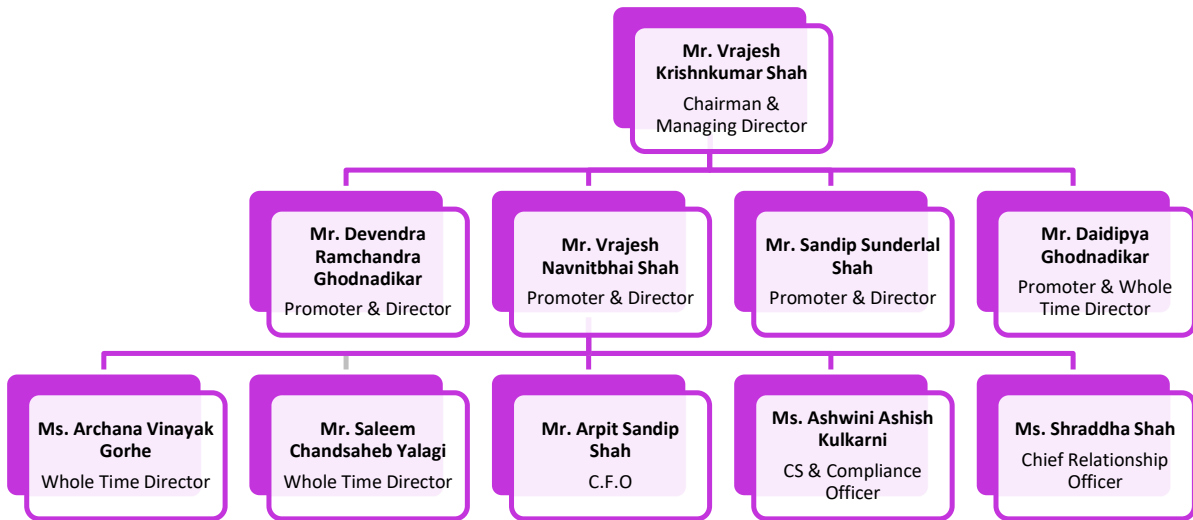 Mr. Vrajesh
Krishnkumar Shah
Chairman &
Managing Director
Mr. Devendra
Ramchandra
Ghodnadikar
Promoter & Director
Mr. Vrajesh
Navnitbhai Shah
Promoter & Director
Mr. Sandip Sunderlal
Shah
Promoter & Director
Mr. Daidipya
Ghodnadikar
Promoter & Whole
Time Director
Ms. Archana Vinayak
Gorhe
Whole Time Director
Mr. Saleem
Chandsaheb Yalagi
Whole Time Director
Mr. Arpit Sandip
Shah
C.F.O
Ms. Ashwini Ashish
Kulkarni
CS & Compliance
Officer
Ms. Shraddha Shah
Chief Relationship
Officer